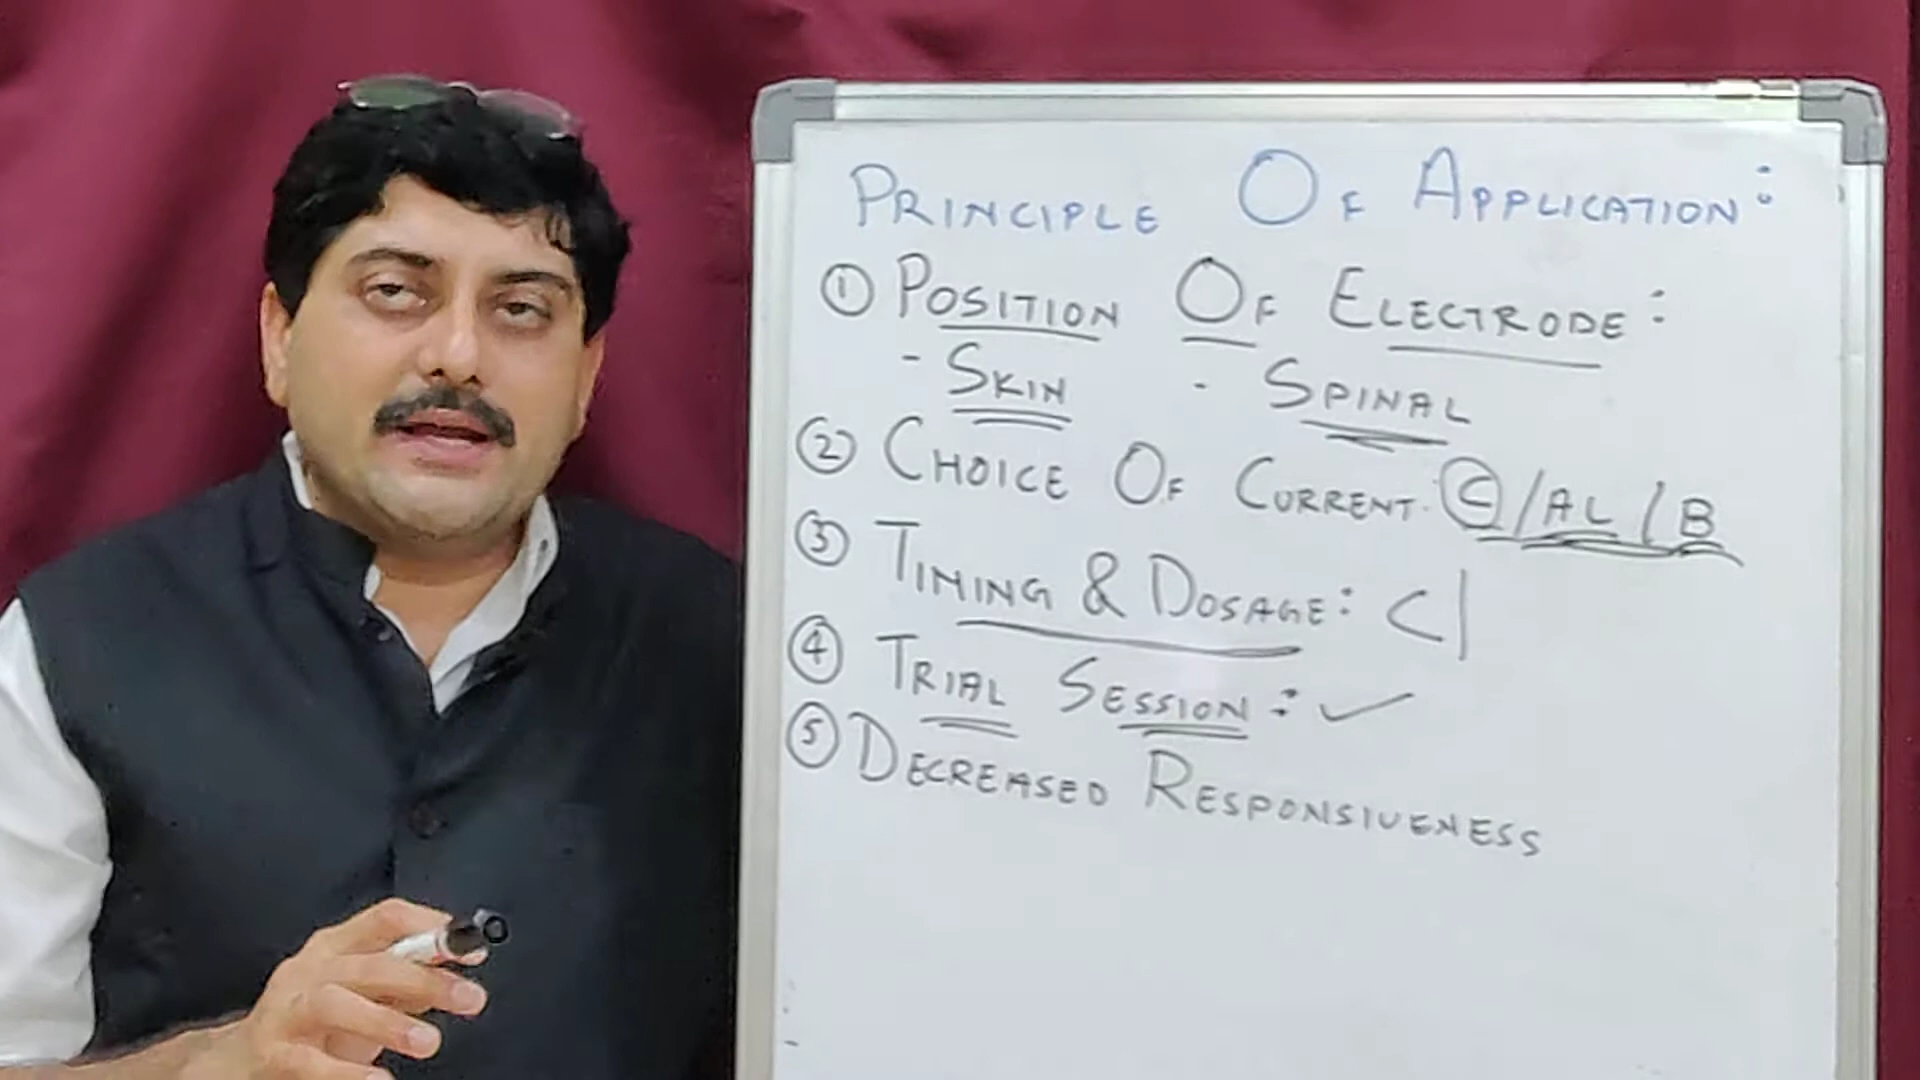 PRINCIPLE OF APPLICATION:
① POSITION OF ELECTRODE:
- SKIN - SPINAL
② CHOICE OF CURRENT. C/AL/B
③ TIMING & DOSAGE: C|
④ TRIAL SESSION: ✓
⑤ DECREASED RESPONSIVENESS